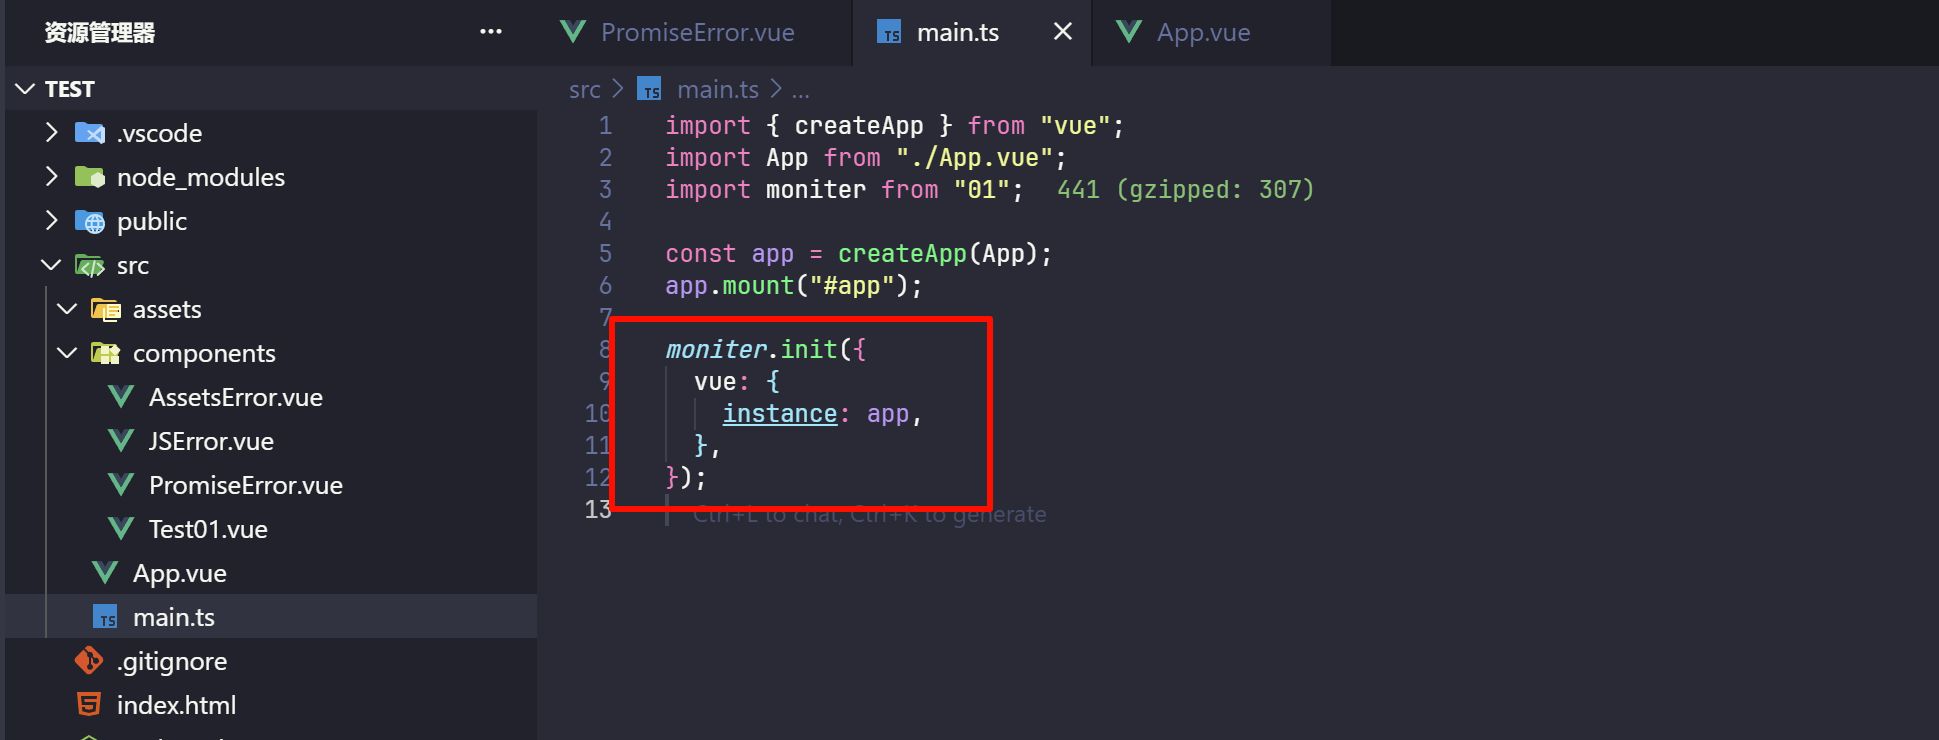 资源管理器
···
TEST
.vscode
node_modules
public
src
assets
components
AssetsError.vue
JSError.vue
PromiseError.vue
Test01.vue
App.vue
main.ts
.gitignore
index.html
PromiseError.vue
TS main.ts
App.vue
src > TS main.ts > ...
1 import { createApp } from "vue";
2 import App from "./App.vue";
3 import moniter from "01"; 441 (gzipped: 307)
4
5 const app = createApp(App);
6 app.mount("#app");
7
8 moniter.init({
9 vue: {
10 instance: app,
11 },
12 });
13 Ctrl+L to chat, Ctrl+K to generate